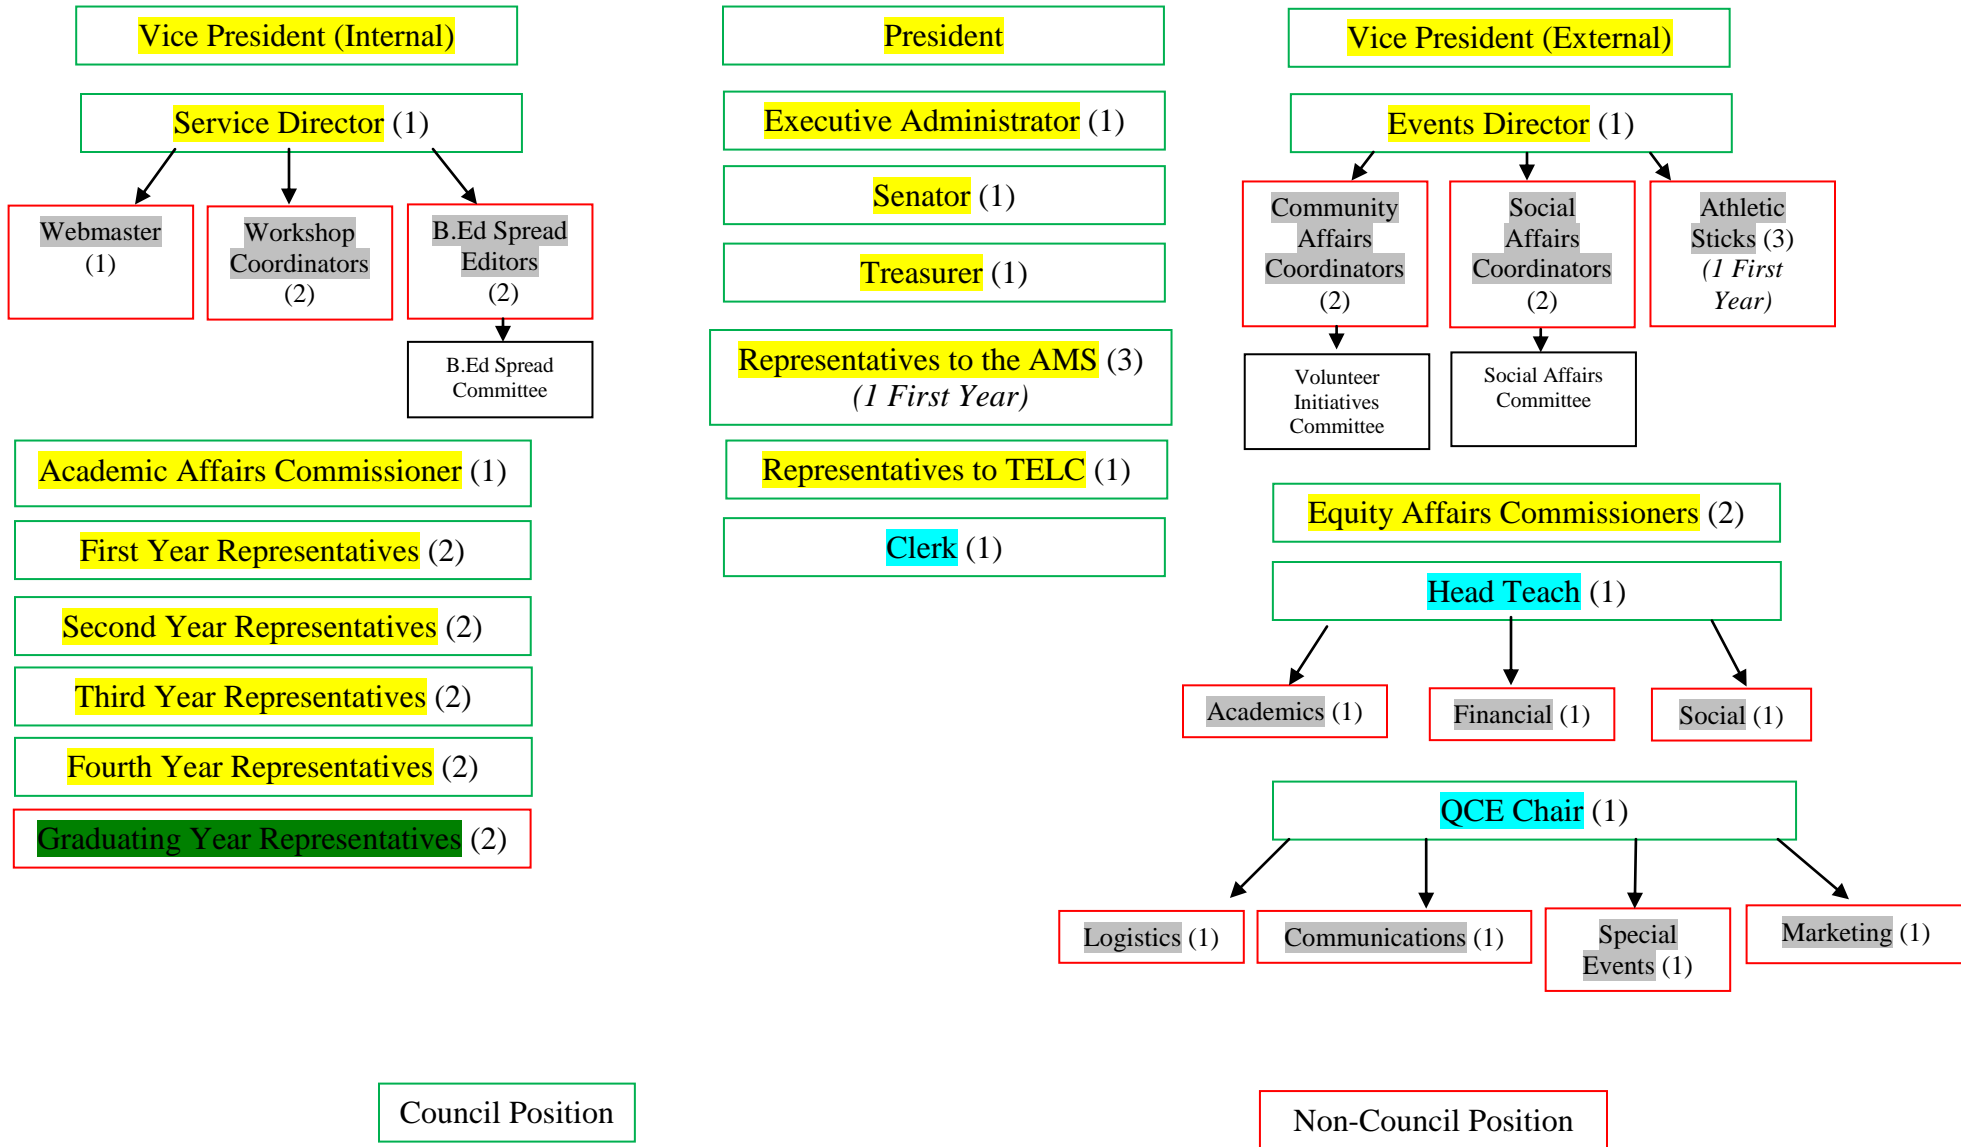 Vice President (Internal)
President
Vice President (External)
Service Director (1)
Executive Administrator (1)
Events Director (1)
Webmaster
(1)
Workshop
Coordinators
(2)
B.Ed Spread
Editors
(2)
B.Ed Spread
Committee
Senator (1)
Treasurer (1)
Representatives to the AMS (3)
(1 First Year)
Representatives to TELC (1)
Clerk (1)
Community
Affairs
Coordinators
(2)
Social
Affairs
Coordinators
(2)
Athletic
Sticks (3)
(1 First
Year)
Volunteer
Initiatives
Committee
Social Affairs
Committee
Academic Affairs Commissioner (1)
First Year Representatives (2)
Second Year Representatives (2)
Third Year Representatives (2)
Fourth Year Representatives (2)
Graduating Year Representatives (2)
Equity Affairs Commissioners (2)
Head Teach (1)
Academics (1)
Financial (1)
Social (1)
QCE Chair (1)
Logistics (1)
Communications (1)
Special
Events (1)
Marketing (1)
Council Position
Non-Council Position